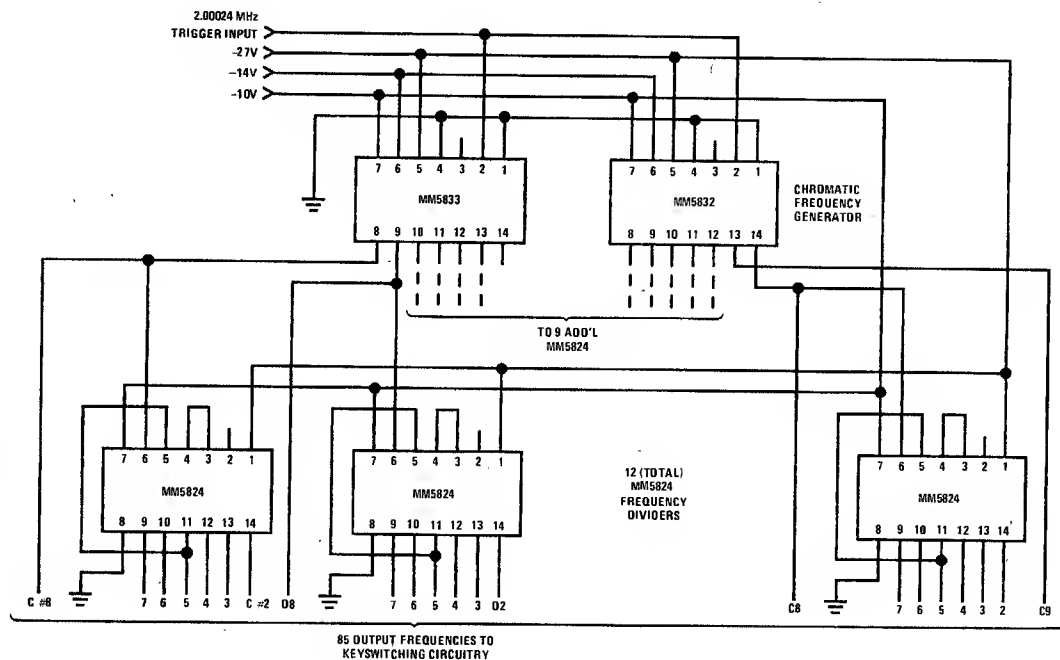 2.00024 MHz
TRIGGER INPUT
-27V
-14V
-10V
7 6 5 4 3 2 1
MM5833
8 9 10 11 12 13 14
7 6 5 4 3 2 1
MM5832
8 9 10 11 12 13 14
CHROMATIC
FREQUENCY
GENERATOR
TO 9 ADD'L
MM5824
7 6 5 4 3 2 1
MM5824
8 9 10 11 12 13 14
7 6 5 4 3 2 1
MM5824
8 9 10 11 12 13 14
12 (TOTAL)
MM5824
FREQUENCY
DIVIDERS
7 6 5 4 3 2 1
MM5824
8 9 10 11 12 13 14
C #8 7 6 5 4 3 C #2 D8 7 6 5 4 3 D2 C8 7 6 5 4 3 2 C9
85 OUTPUT FREQUENCIES TO
KEYSWITCHING CIRCUITRY